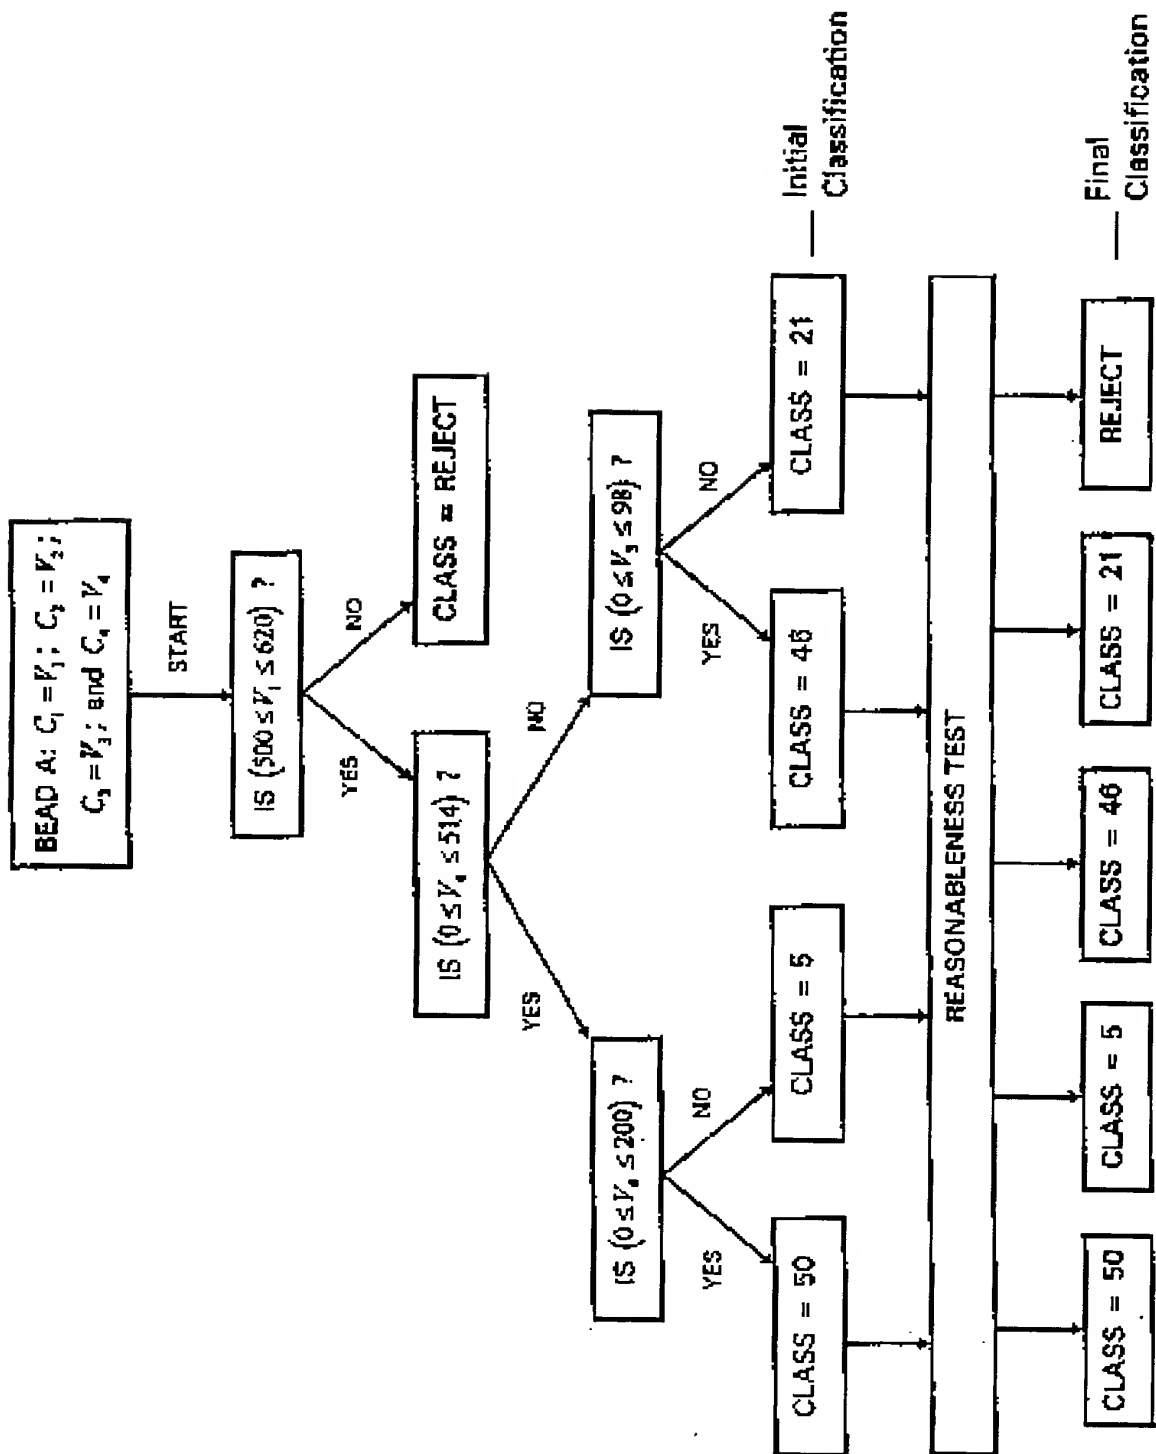 BEAD A: C₁ = V₁; C₂ = V₂;
C₃ = V₃; and C₄ = V₄
START
IS (500 ≤ V₁ ≤ 620) ?
YES
NO
IS (0 ≤ V₄ ≤ 514) ?
CLASS = REJECT
YES
NO
IS (0 ≤ V₄ ≤ 200) ?
IS (0 ≤ V₃ ≤ 98) ?
YES
NO
YES
NO
CLASS = 50
CLASS = 5
CLASS = 46
CLASS = 21
Initial
Classification
REASONABLENESS TEST
CLASS = 50
CLASS = 5
CLASS = 46
CLASS = 21
REJECT
Final
Classification